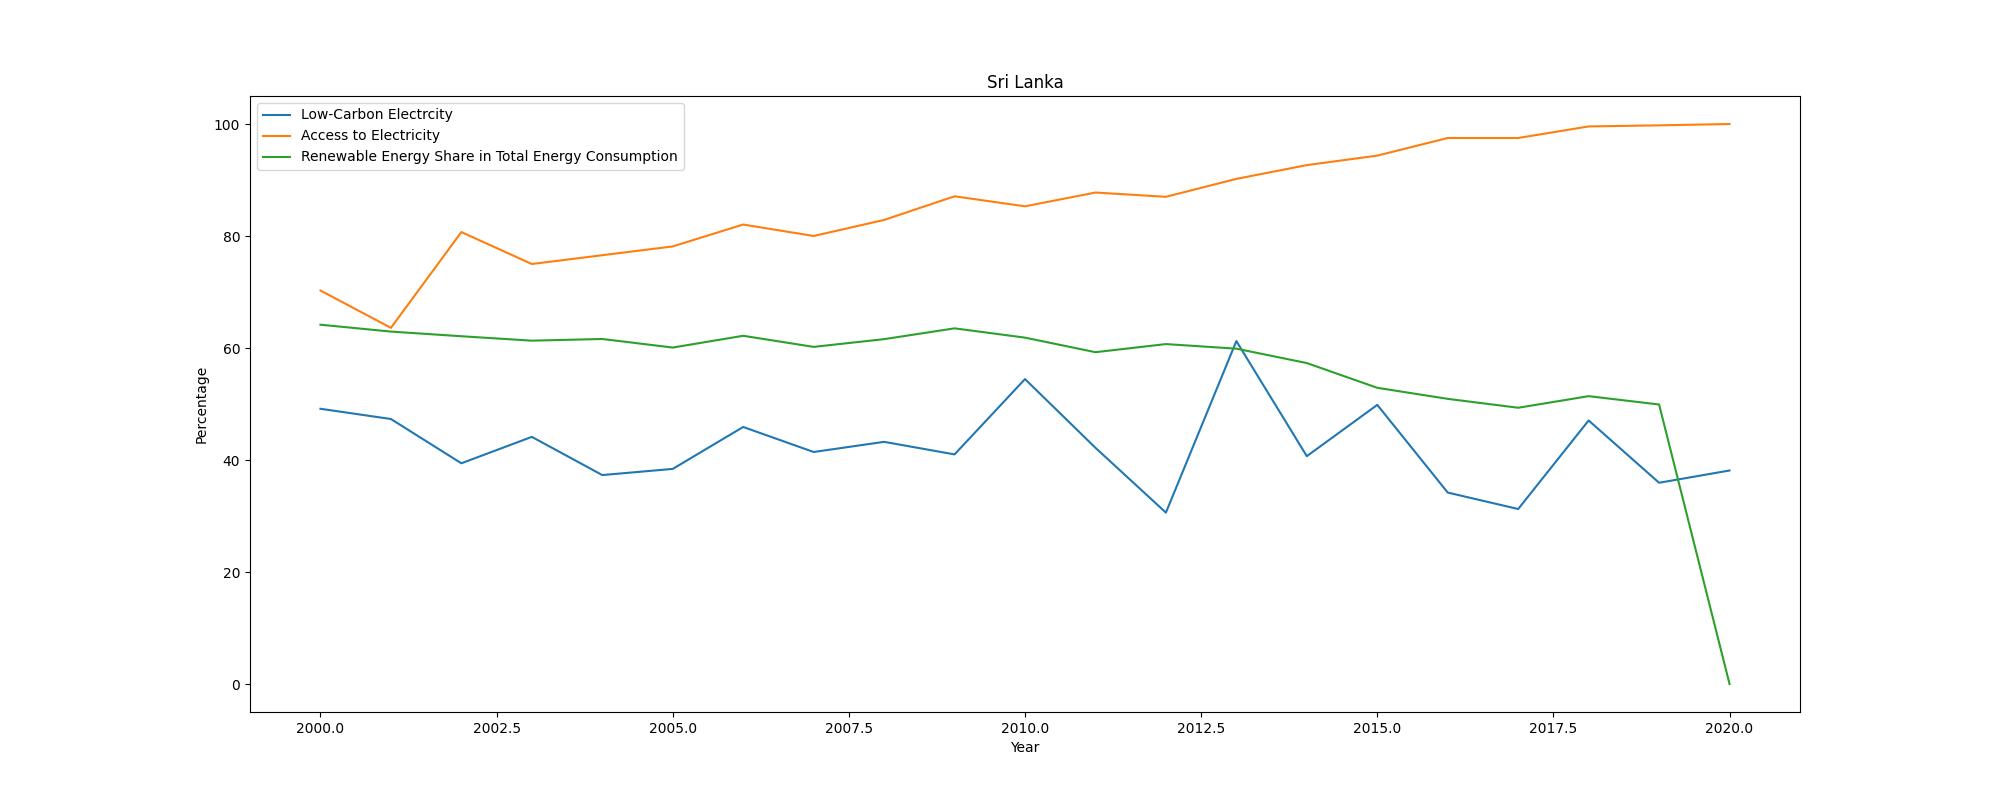 Sri Lanka
Low-Carbon Electrcity
Access to Electricity
Renewable Energy Share in Total Energy Consumption
100
80
60
40
20
0
Percentage
2000.0 2002.5 2005.0 2007.5 2010.0 2012.5 2015.0 2017.5 2020.0
Year